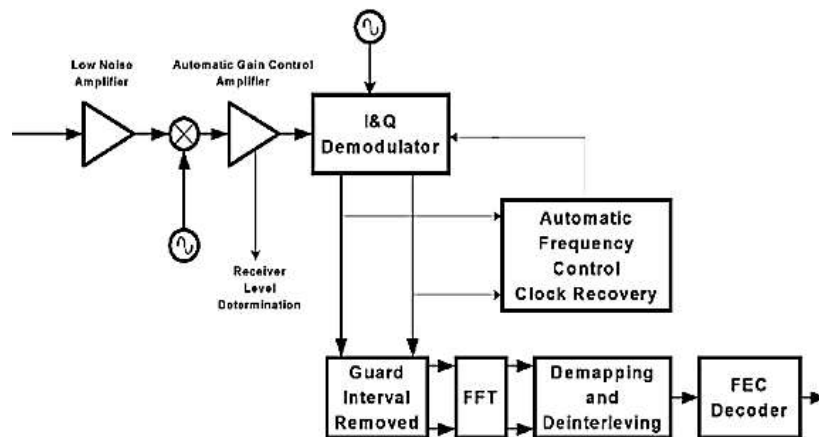 Low Noise
Amplifier
Automatic Gain Control
Amplifier
I&Q
Demodulator
Automatic
Frequency
Control
Clock Recovery
Receiver
Level
Determination
Guard
Interval
Removed
FFT
Demapping
and
Deinterleving
FEC
Decoder